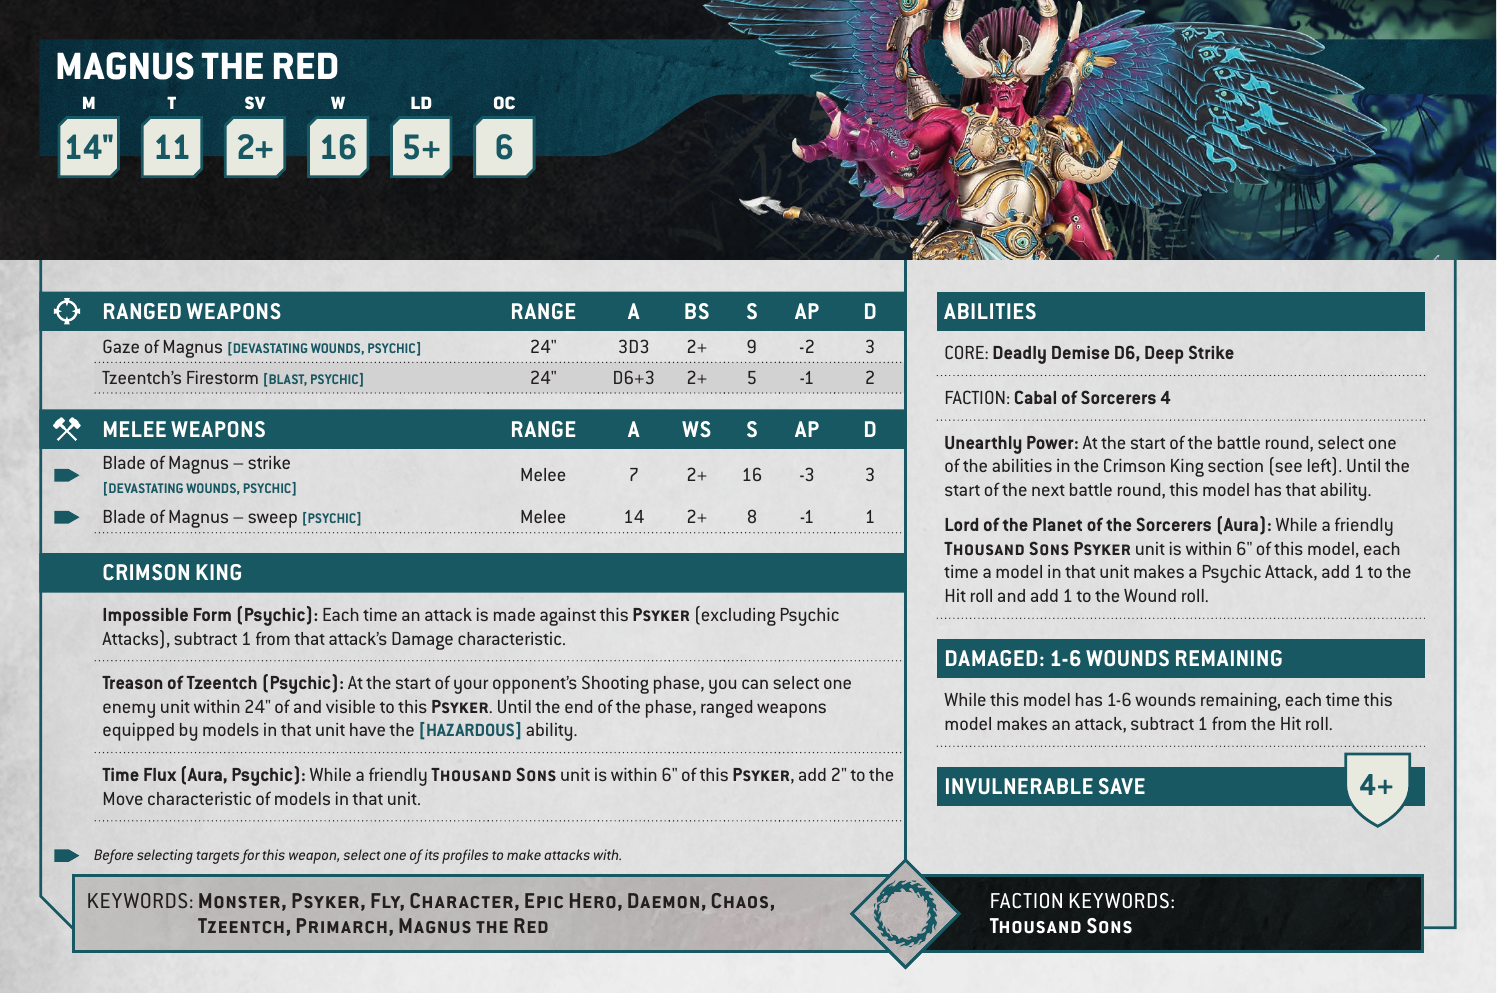 MAGNUS THE RED
M T SV W LD OC
14" 11 2+ 16 5+ 6
RANGED WEAPONS RANGE A BS S AP D
Gaze of Magnus [DEVASTATING WOUNDS, PSYCHIC] 24" 3D3 2+ 9 -2 3
Tzeentch's Firestorm [BLAST, PSYCHIC] 24" D6+3 2+ 5 -1 2
MELEE WEAPONS RANGE A WS S AP D
Blade of Magnus – strike
[DEVASTATING WOUNDS, PSYCHIC] Melee 7 2+ 16 -3 3
Blade of Magnus – sweep [PSYCHIC] Melee 14 2+ 8 -1 1
CRIMSON KING
Impossible Form (Psychic): Each time an attack is made against this PSYKER (excluding Psychic
Attacks), subtract 1 from that attack's Damage characteristic.
Treason of Tzeentch (Psychic): At the start of your opponent's Shooting phase, you can select one
enemy unit within 24" of and visible to this PSYKER. Until the end of the phase, ranged weapons
equipped by models in that unit have the [HAZARDOUS] ability.
Time Flux (Aura, Psychic): While a friendly THOUSAND SONS unit is within 6" of this PSYKER, add 2" to the
Move characteristic of models in that unit.
Before selecting targets for this weapon, select one of its profiles to make attacks with.
ABILITIES
CORE: Deadly Demise D6, Deep Strike
FACTION: Cabal of Sorcerers 4
Unearthly Power: At the start of the battle round, select one
of the abilities in the Crimson King section (see left). Until the
start of the next battle round, this model has that ability.
Lord of the Planet of the Sorcerers (Aura): While a friendly
THOUSAND SONS PSYKER unit is within 6" of this model, each
time a model in that unit makes a Psychic Attack, add 1 to the
Hit roll and add 1 to the Wound roll.
DAMAGED: 1-6 WOUNDS REMAINING
While this model has 1-6 wounds remaining, each time this
model makes an attack, subtract 1 from the Hit roll.
INVULNERABLE SAVE 4+
KEYWORDS: MONSTER, PSYKER, FLY, CHARACTER, EPIC HERO, DAEMON, CHAOS,
TZEENTCH, PRIMARCH, MAGNUS THE RED
FACTION KEYWORDS:
THOUSAND SONS